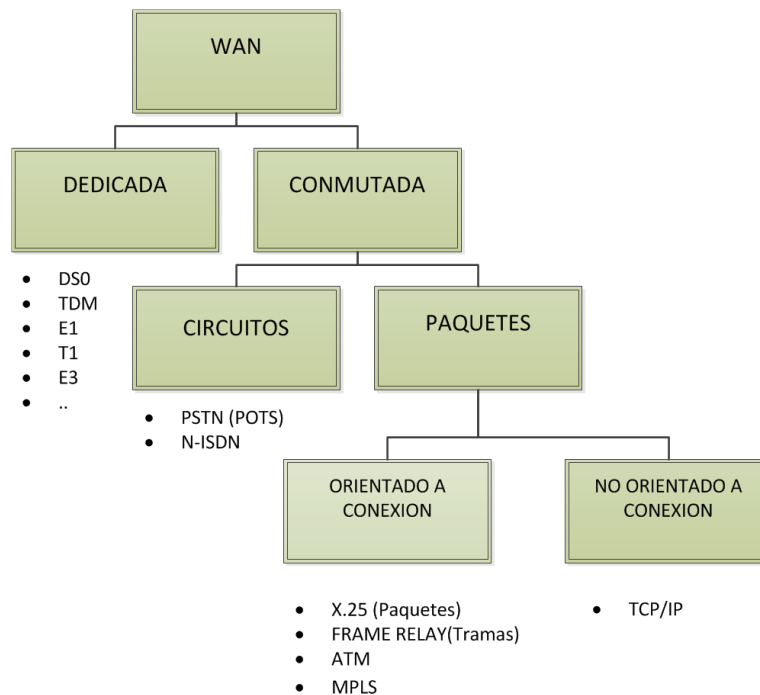 WAN
DEDICADA
CONMUTADA
• DS0
• TDM
• E1
• T1
• E3
• ..
CIRCUITOS
PAQUETES
• PSTN (POTS)
• N-ISDN
ORIENTADO A
CONEXION
NO ORIENTADO A
CONEXION
• X.25 (Paquetes)
• FRAME RELAY(Tramas)
• ATM
• MPLS
• TCP/IP